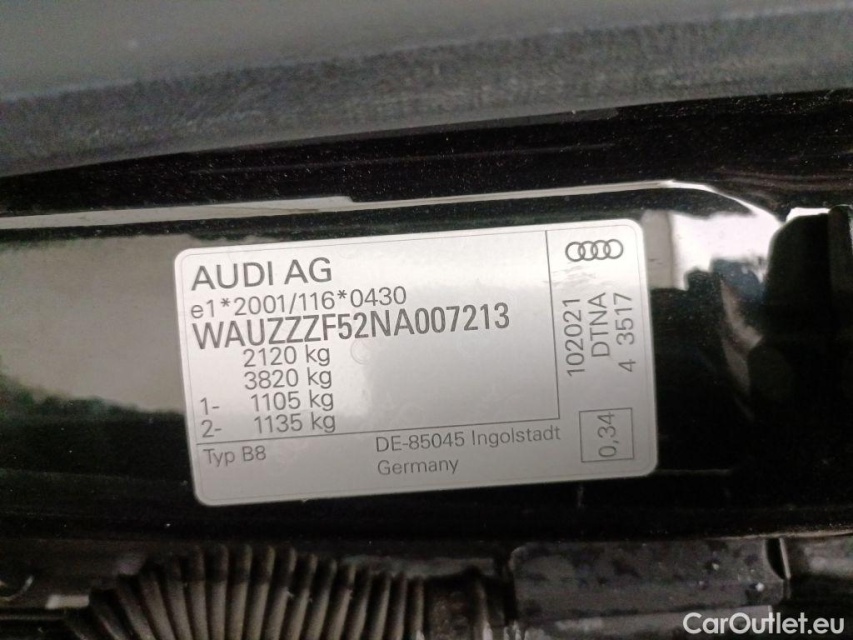 AUDI AG
e1*2001/116*0430
WAUZZZF52NA007213
2120 kg
3820 kg
1- 1105 kg
2- 1135 kg
Typ B8
DE-85045 Ingolstadt
Germany
102021
DTNA
4 3517
0,34
CarOutlet.eu